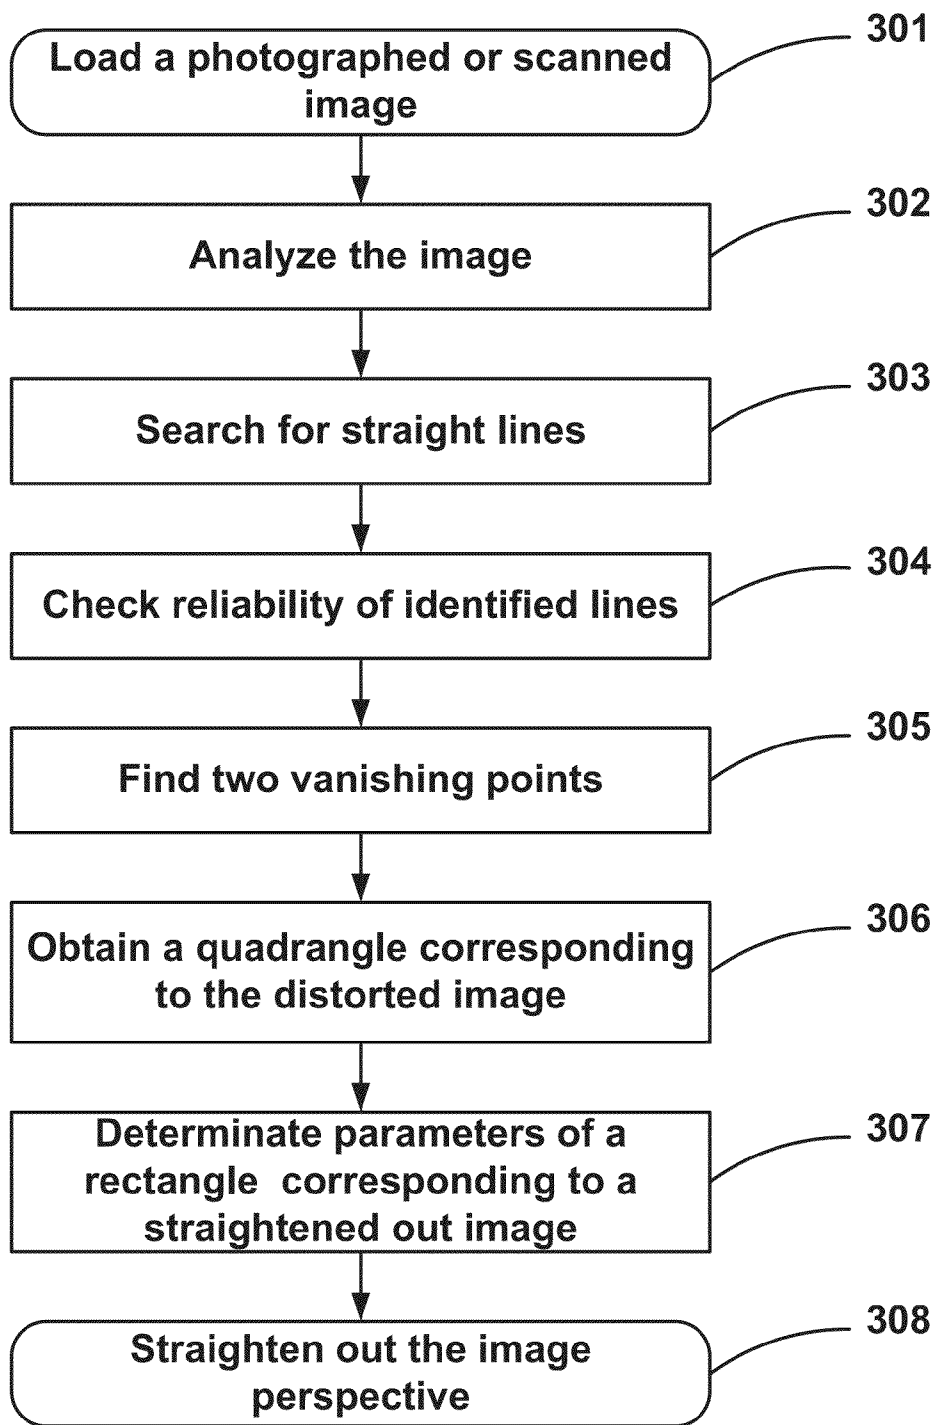 Load a photographed or scanned
image
301
Analyze the image
302
Search for straight lines
303
Check reliability of identified lines
304
Find two vanishing points
305
Obtain a quadrangle corresponding
to the distorted image
306
Determinate parameters of a
rectangle corresponding to a
straightened out image
307
Straighten out the image
perspective
308